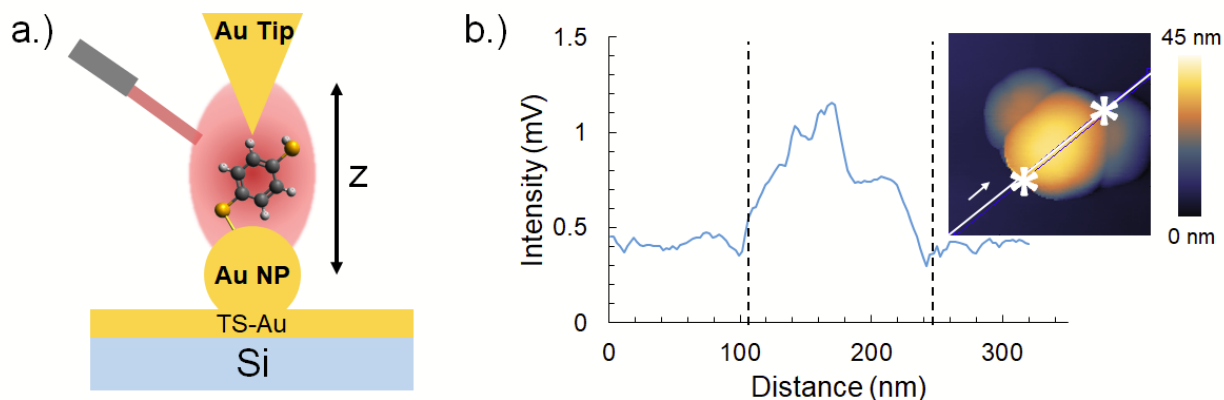 a.)
Au Tip
Z
Au NP
TS-Au
Si
b.)
Intensity (mV)
1.5
1
0.5
0
0 100 200 300
Distance (nm)
* *
45 nm
0 nm